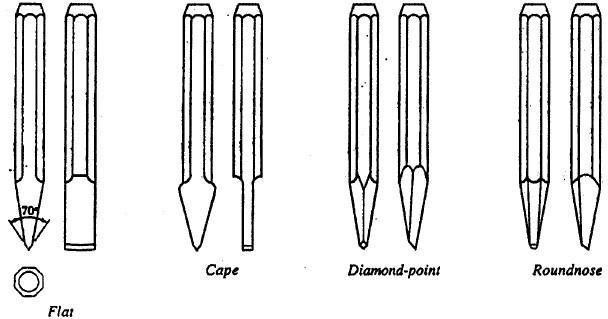 70°
Cape
Diamond-point
Roundnose
Flat